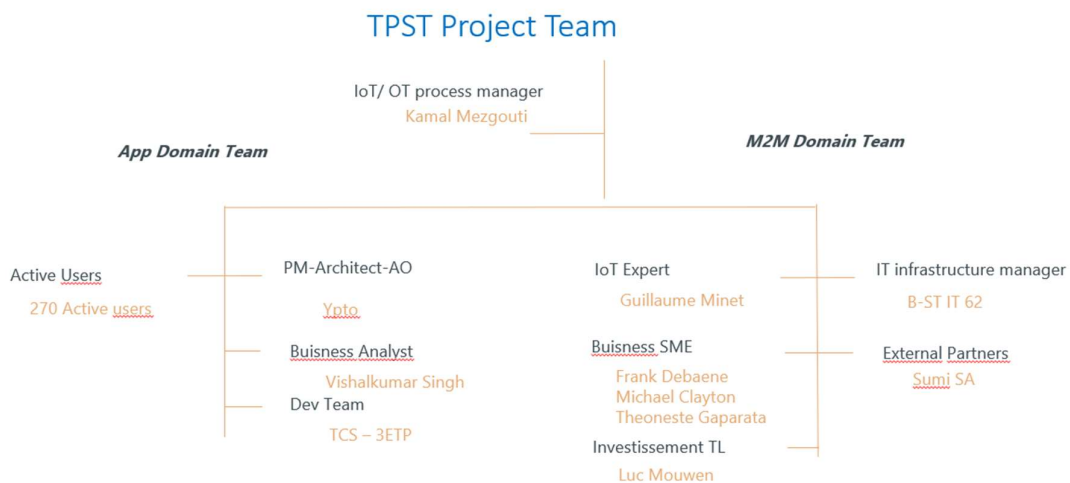 TPST Project Team
IoT/ OT process manager
Kamal Mezgouti
App Domain Team
M2M Domain Team
Active Users
270 Active users
PM-Architect-AO
Ypto
Buisness Analyst
Vishalkumar Singh
Dev Team
TCS – 3ETP
IoT Expert
Guillaume Minet
Buisness SME
Frank Debaene
Michael Clayton
Theoneste Gaparata
Investissement TL
Luc Mouwen
IT infrastructure manager
B-ST IT 62
External Partners
Sumi SA